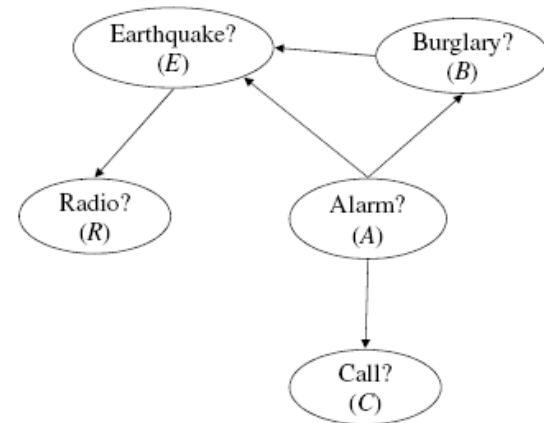 Earthquake?
(E)
Burglary?
(B)
Radio?
(R)
Alarm?
(A)
Call?
(C)